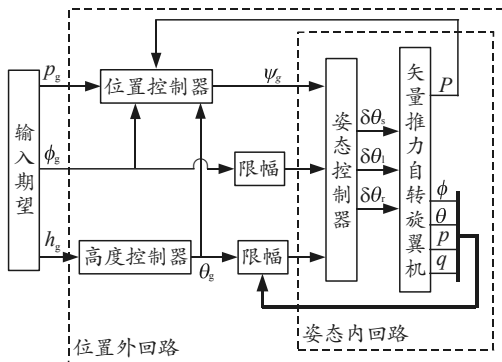 p_g
位置控制器
ψ_g
P
输入期望
φ_g
限幅
姿态控制器
δθ_s
δθ_l
δθ_r
矢量推力自转旋翼机
φ
θ
p
q
h_g
高度控制器
θ_g
限幅
位置外回路
姿态内回路